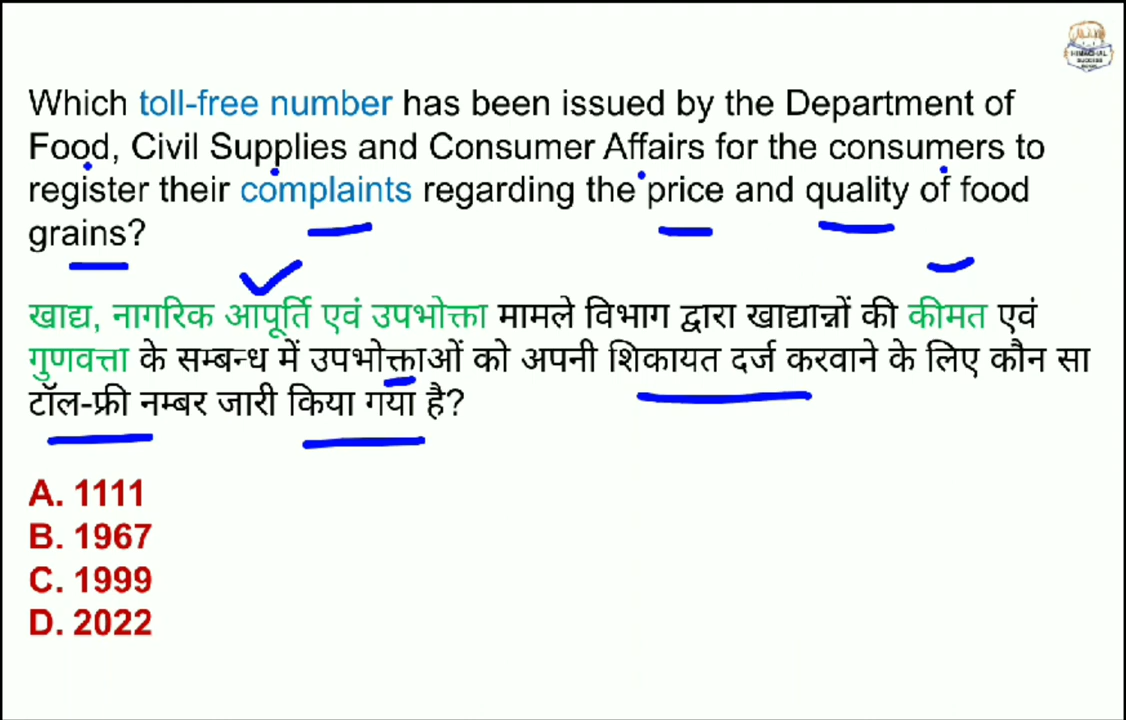 HIMACHAL
SUCCESS
Which toll-free number has been issued by the Department of
Food, Civil Supplies and Consumer Affairs for the consumers to
register their complaints regarding the price and quality of food
grains?
खाद्य, नागरिक आपूर्ति एवं उपभोक्ता मामले विभाग द्वारा खाद्यान्नों की कीमत एवं
गुणवत्ता के सम्बन्ध में उपभोक्ताओं को अपनी शिकायत दर्ज करवाने के लिए कौन सा
टॉल-फ्री नम्बर जारी किया गया है?
A. 1111
B. 1967
C. 1999
D. 2022